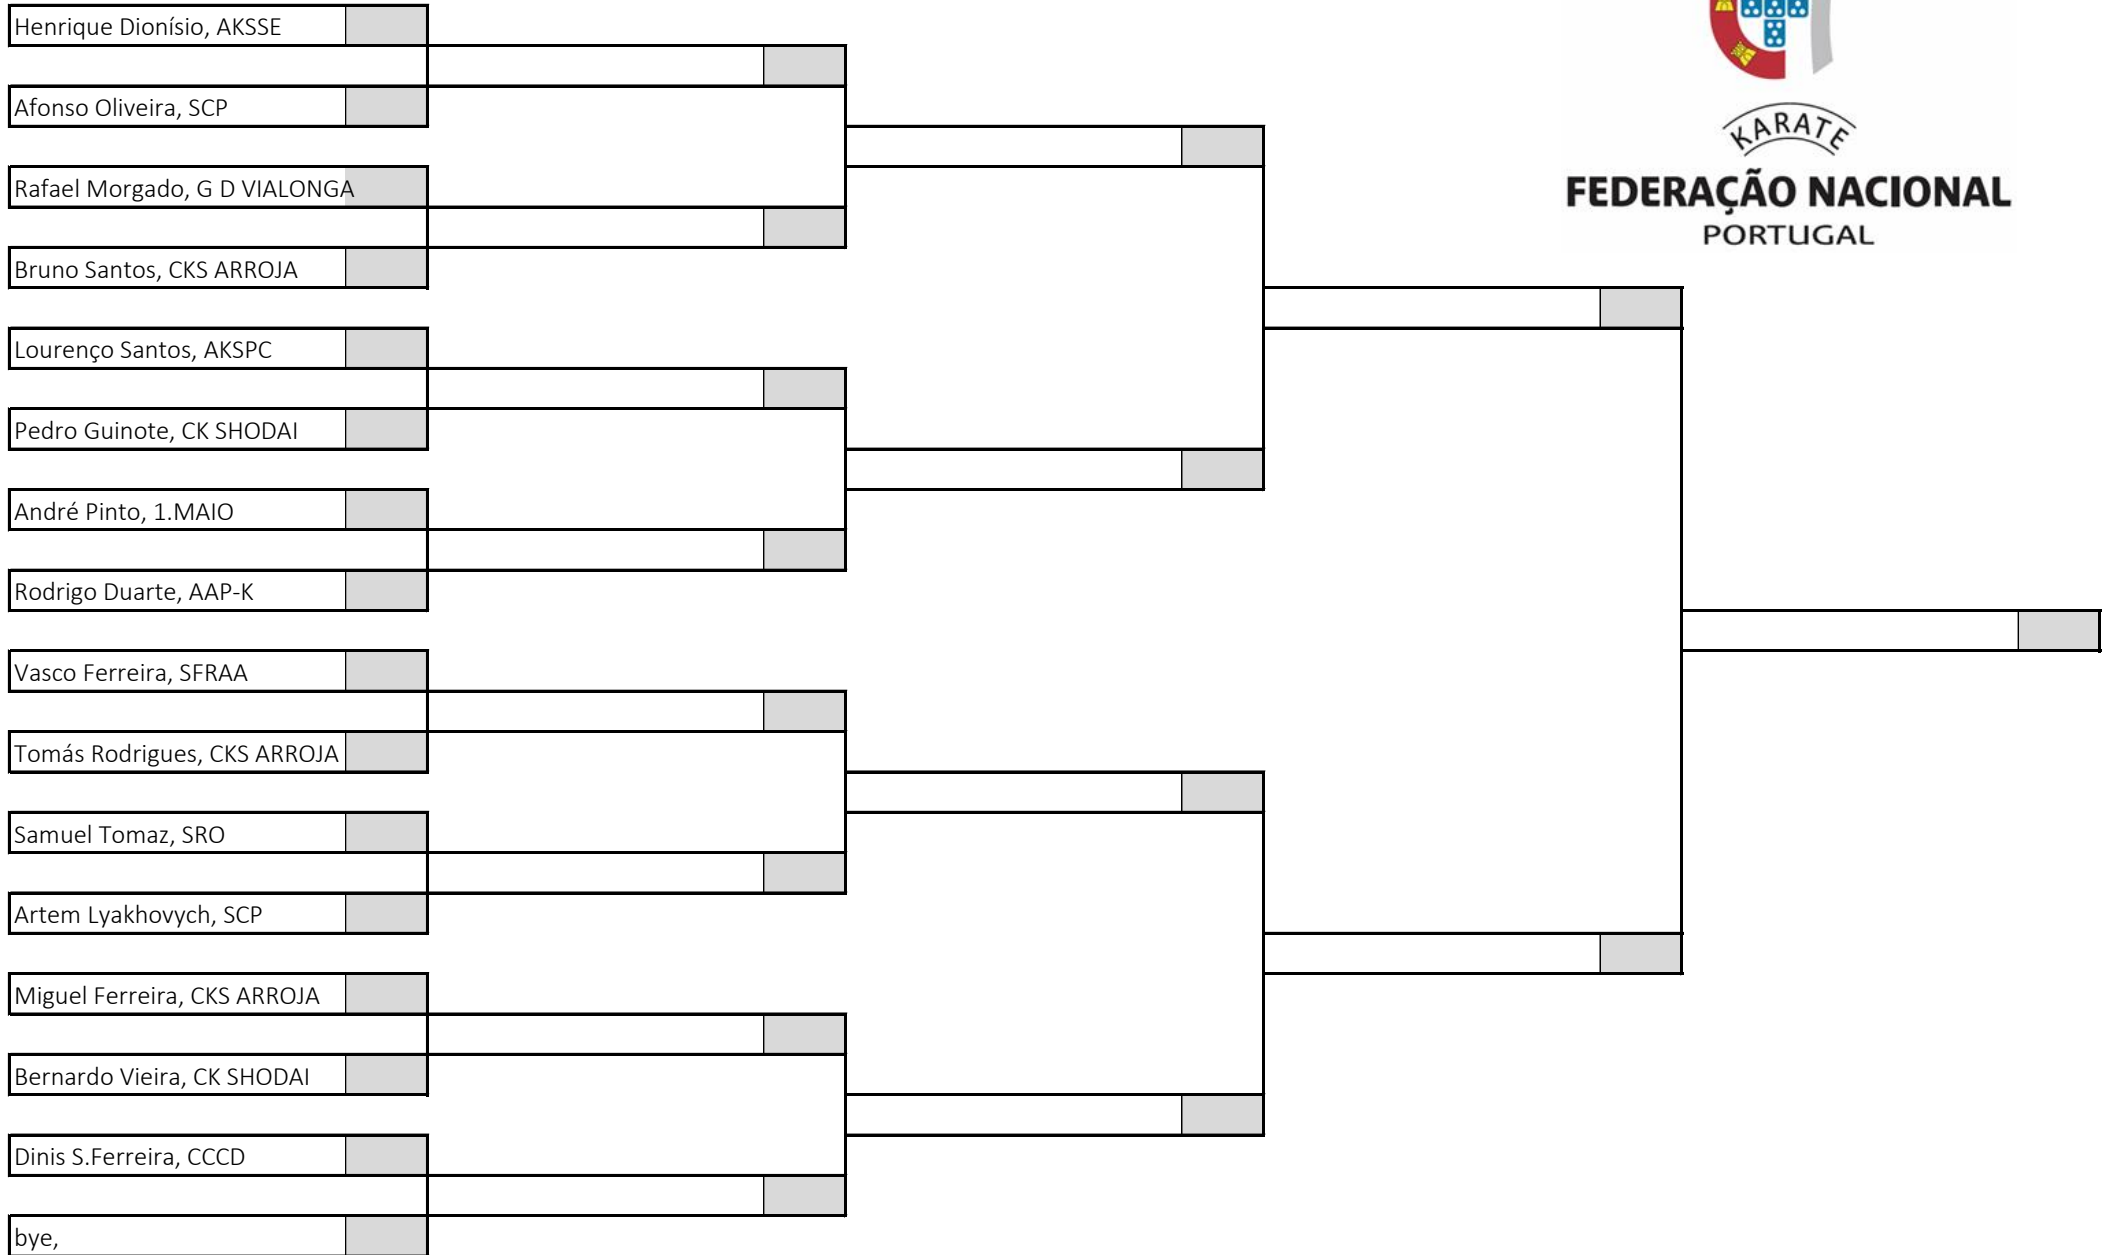 Henrique Dionísio, AKSSE
Afonso Oliveira, SCP
Rafael Morgado, G D VIALONGA
Bruno Santos, CKS ARROJA
Lourenço Santos, AKSPC
Pedro Guinote, CK SHODAI
André Pinto, 1.MAIO
Rodrigo Duarte, AAP-K
Vasco Ferreira, SFRAA
Tomás Rodrigues, CKS ARROJA
Samuel Tomaz, SRO
Artem Lyakhovych, SCP
Miguel Ferreira, CKS ARROJA
Bernardo Vieira, CK SHODAI
Dinis S.Ferreira, CCCD
bye,
KARATE
FEDERAÇÃO NACIONAL
PORTUGAL